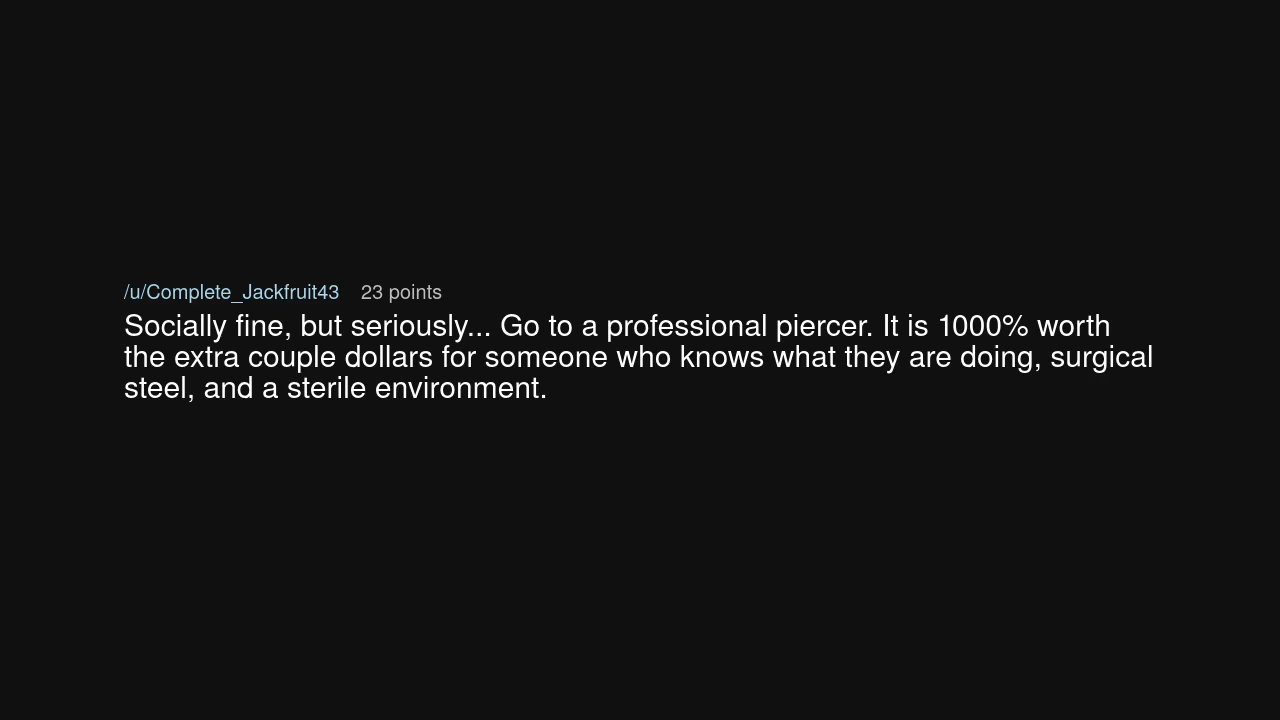 /u/Complete_Jackfruit43 23 points
Socially fine, but seriously... Go to a professional piercer. It is 1000% worth
the extra couple dollars for someone who knows what they are doing, surgical
steel, and a sterile environment.